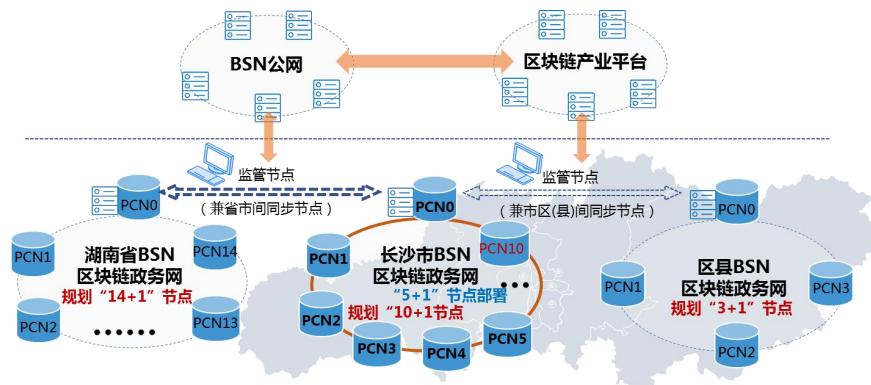 BSN公网
区块链产业平台
监管节点
监管节点
PCN0
(兼省市间同步节点)
PCN0
(兼市区(县)间同步节点)
PCN0
PCN1
PCN14
湖南省BSN
区块链政务网
规划“14+1”节点
PCN2
......
PCN13
PCN1
PCN10
长沙市BSN
区块链政务网
...
“5+1”节点部署
规划“10+1节点
PCN2
PCN3
PCN4
PCN5
区县BSN
区块链政务网
规划“3+1”节点
PCN1
PCN3
PCN2